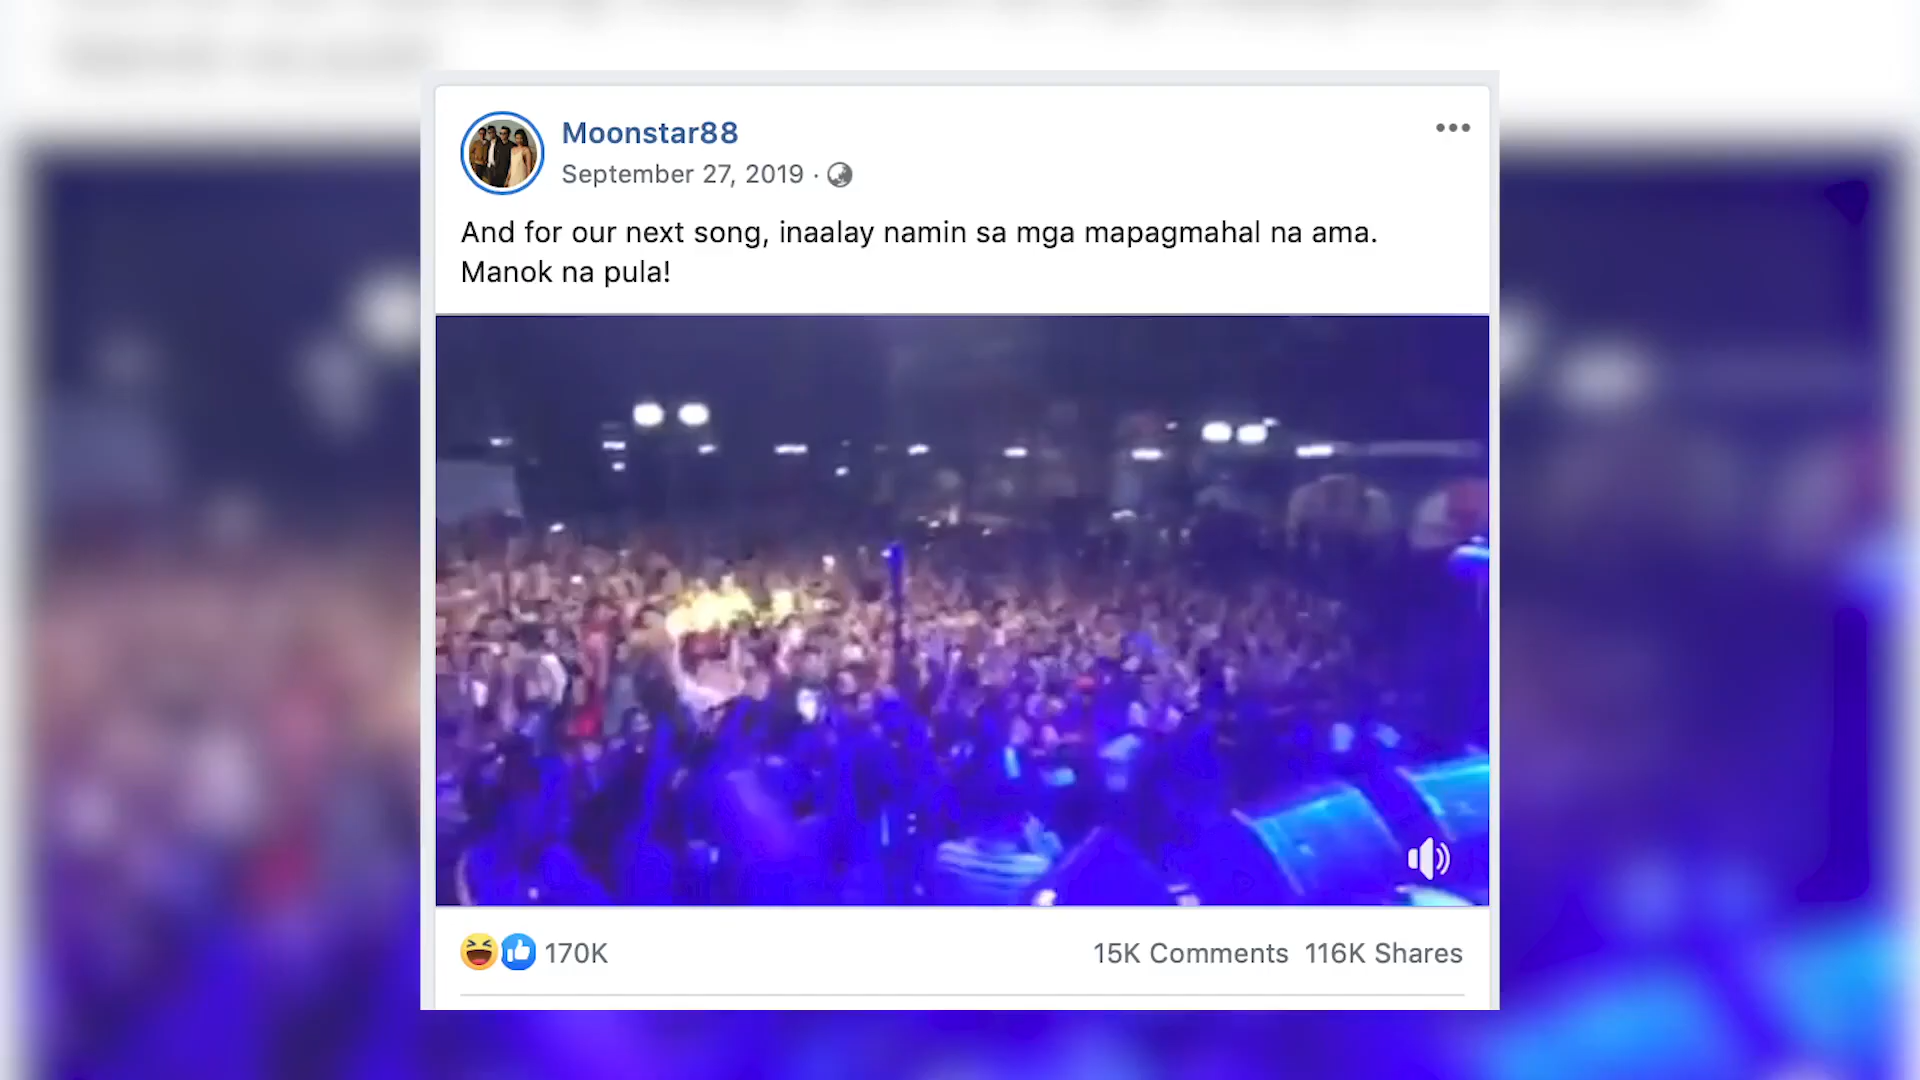 Moonstar88
September 27, 2019 ·
And for our next song, inaalay namin sa mga mapagmahal na ama.
Manok na pula!
170K
15K Comments 116K Shares